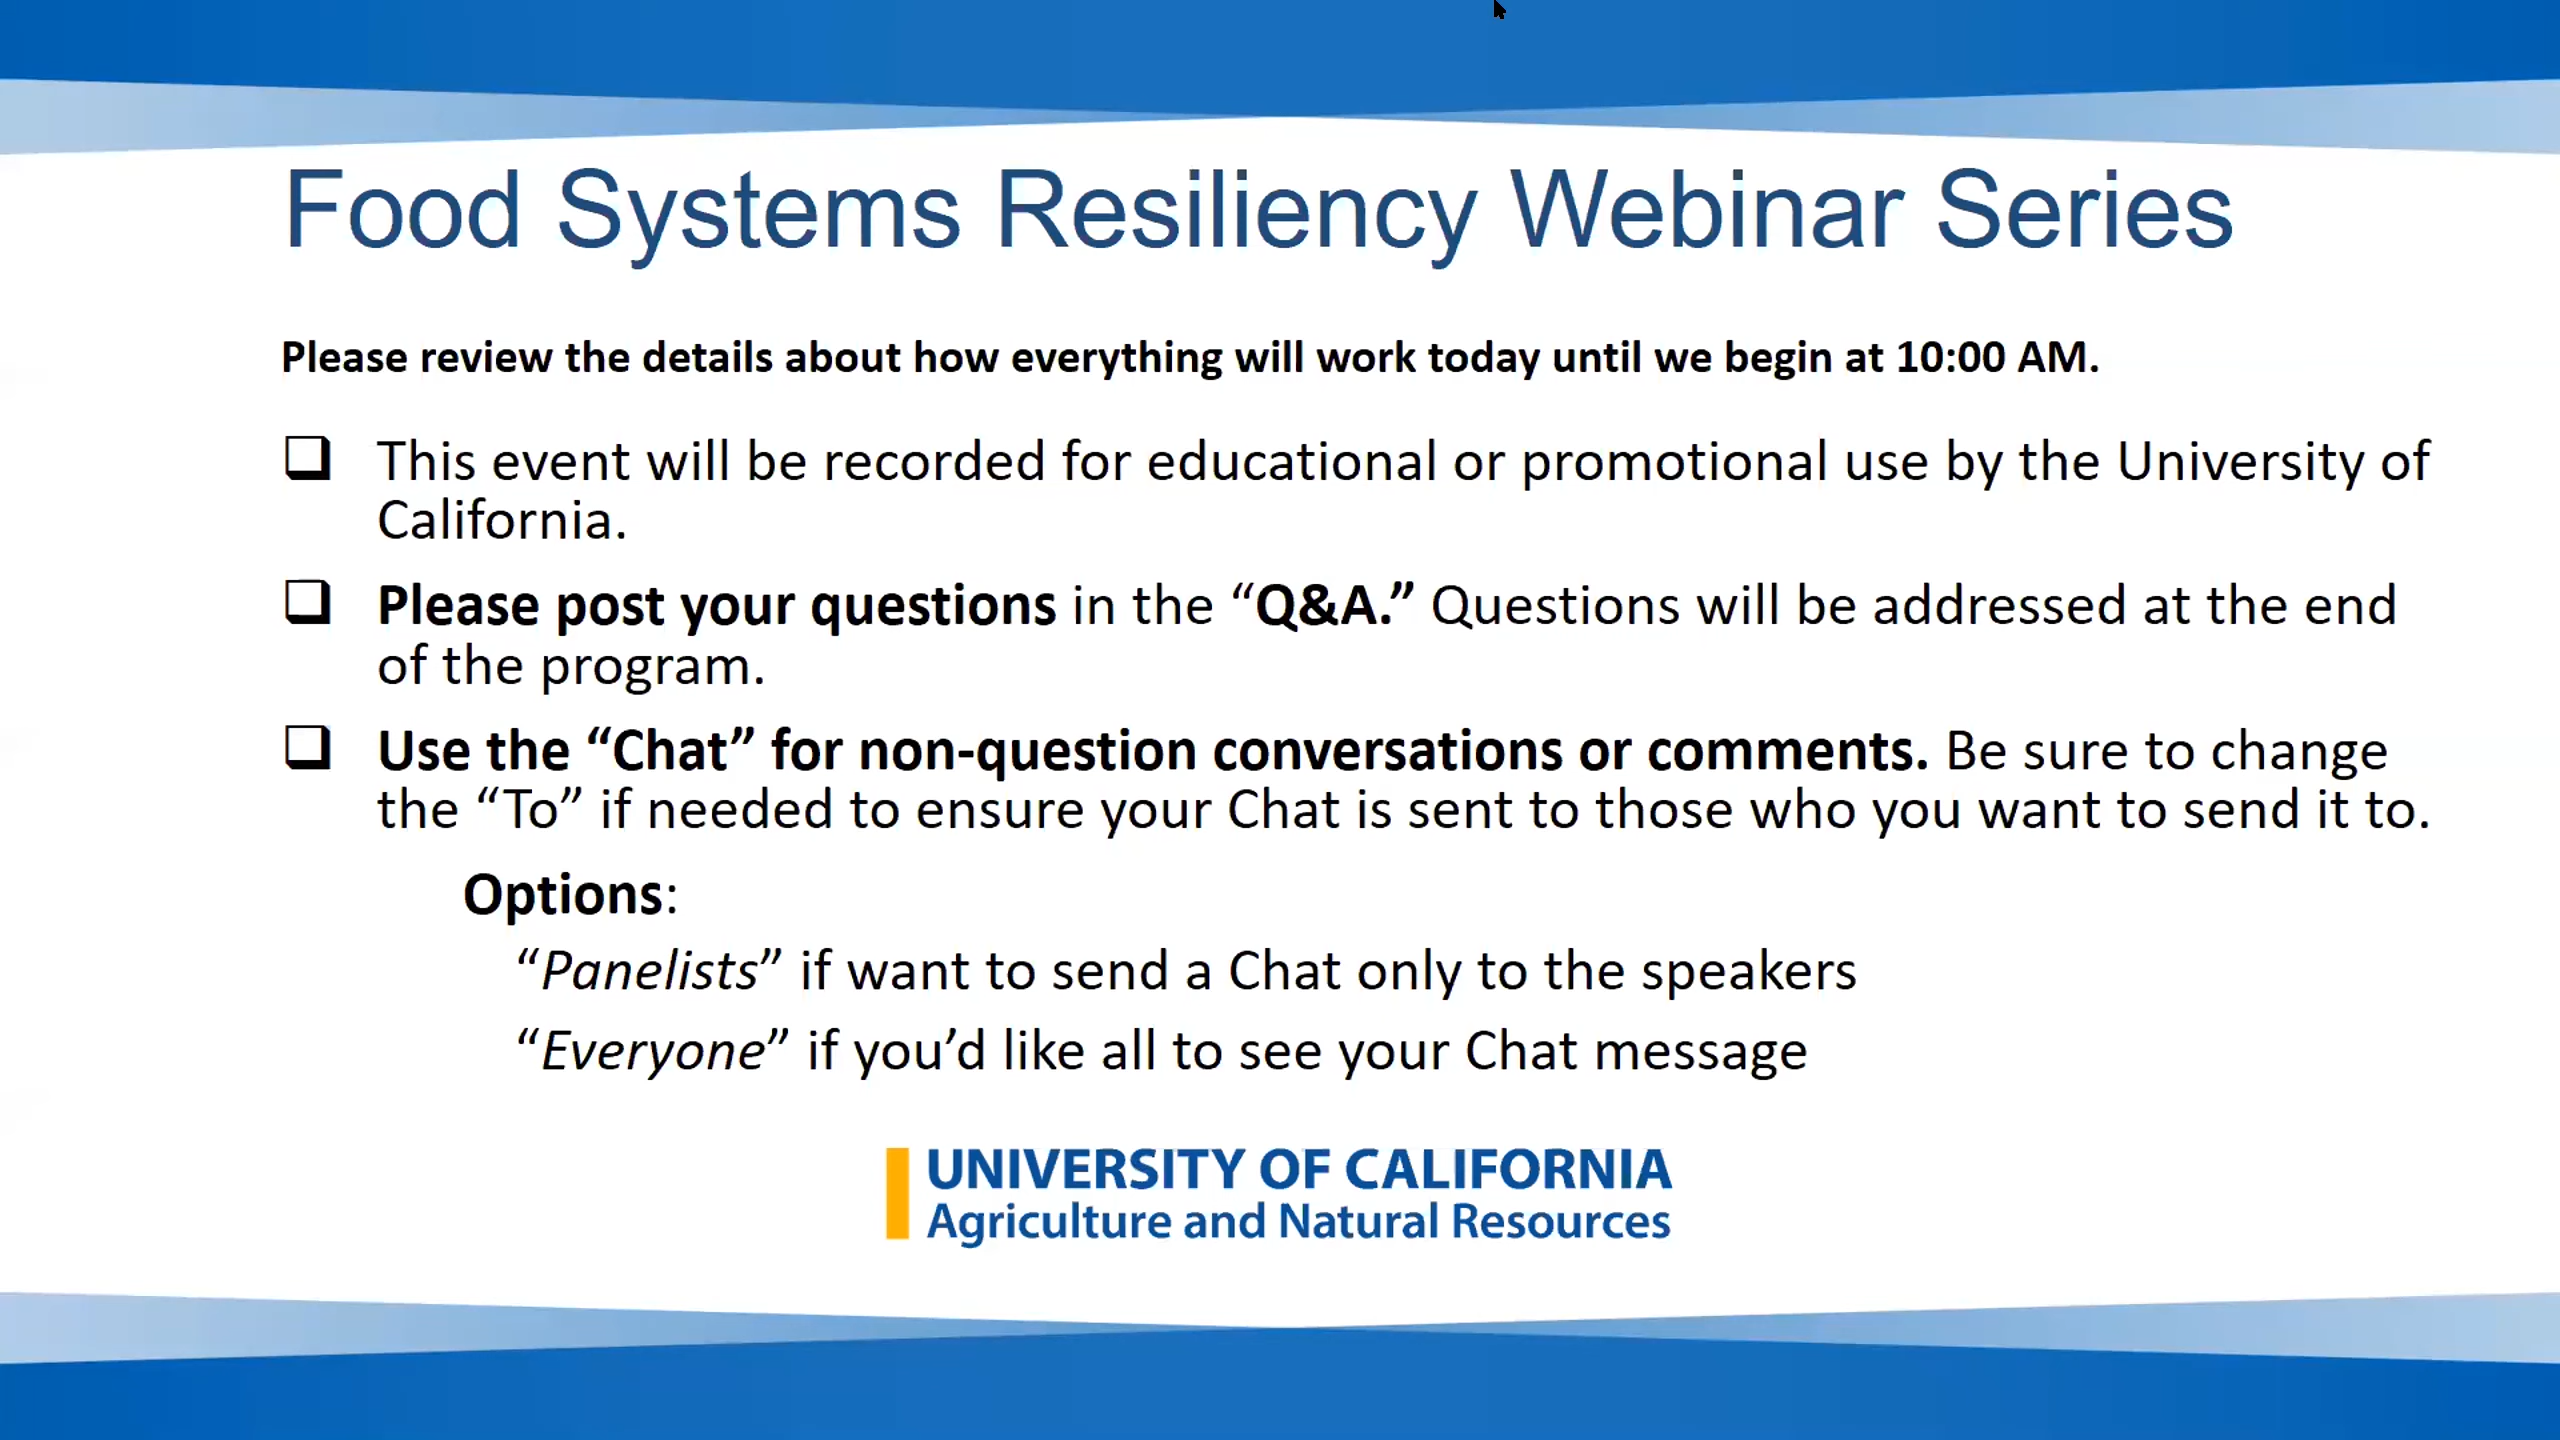 Food Systems Resiliency Webinar Series
Please review the details about how everything will work today until we begin at 10:00 AM.
This event will be recorded for educational or promotional use by the University of
California.
Please post your questions in the “Q&A.” Questions will be addressed at the end
of the program.
Use the “Chat” for non-question conversations or comments. Be sure to change
the “To” if needed to ensure your Chat is sent to those who you want to send it to.
Options:
“Panelists” if want to send a Chat only to the speakers
“Everyone” if you’d like all to see your Chat message
UNIVERSITY OF CALIFORNIA
Agriculture and Natural Resources